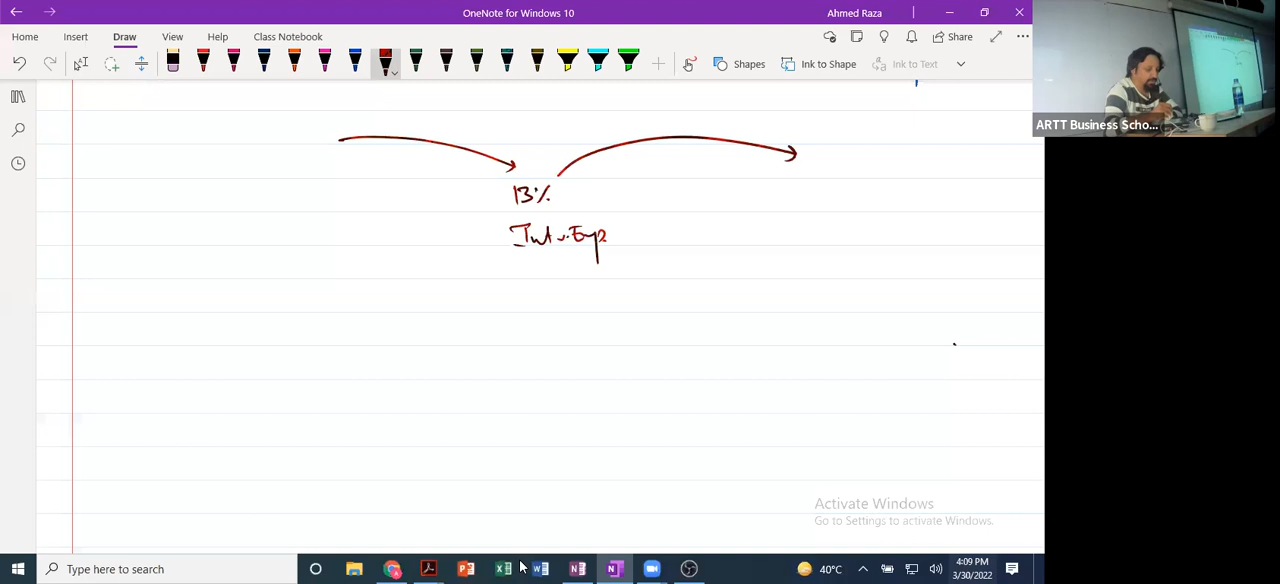 OneNote for Windows 10
Ahmed Raza
Home Insert Draw View Help Class Notebook
Share
Shapes Ink to Shape Ink to Text
ARTT Business Scho...
13%
Activate Windows
Go to Settings to activate Windows.
Type here to search
40°C
4:09 PM
3/30/2022